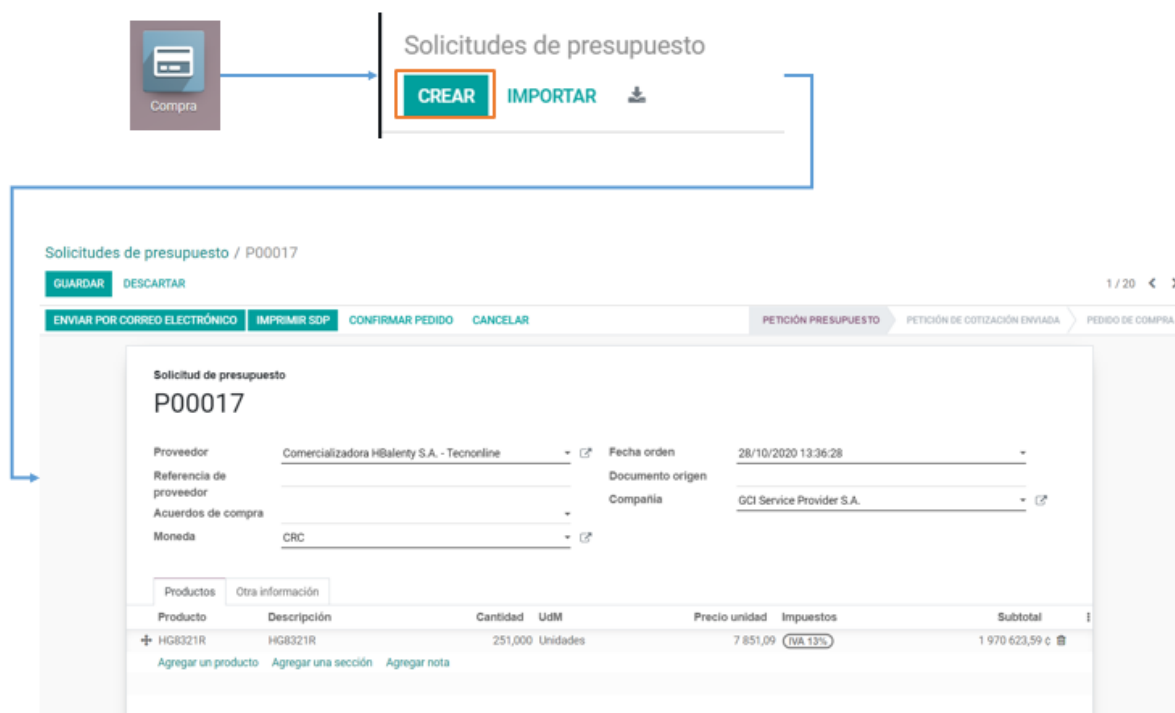 Compra
Solicitudes de presupuesto
CREAR IMPORTAR
Solicitudes de presupuesto / P00017
GUARDAR DESCARTAR 1 / 20
ENVIAR POR CORREO ELECTRÓNICO IMPRIMIR SDP CONFIRMAR PEDIDO CANCELAR PETICIÓN PRESUPUESTO PETICIÓN DE COTIZACIÓN ENVIADA PEDIDO DE COMPRA
Solicitud de presupuesto
P00017
Proveedor Comercializadora HBalenty S.A. - Tecnonline Fecha orden 28/10/2020 13:36:28
Referencia de proveedor Documento origen
Acuerdos de compra Compañia GCI Service Provider S.A.
Moneda CRC
Productos Otra información
Producto Descripción Cantidad UdM Precio unidad Impuestos Subtotal
HG8321R HG8321R 251,000 Unidades 7 851,09 IVA 13% 1 970 623,59 ¢
Agregar un producto Agregar una sección Agregar nota